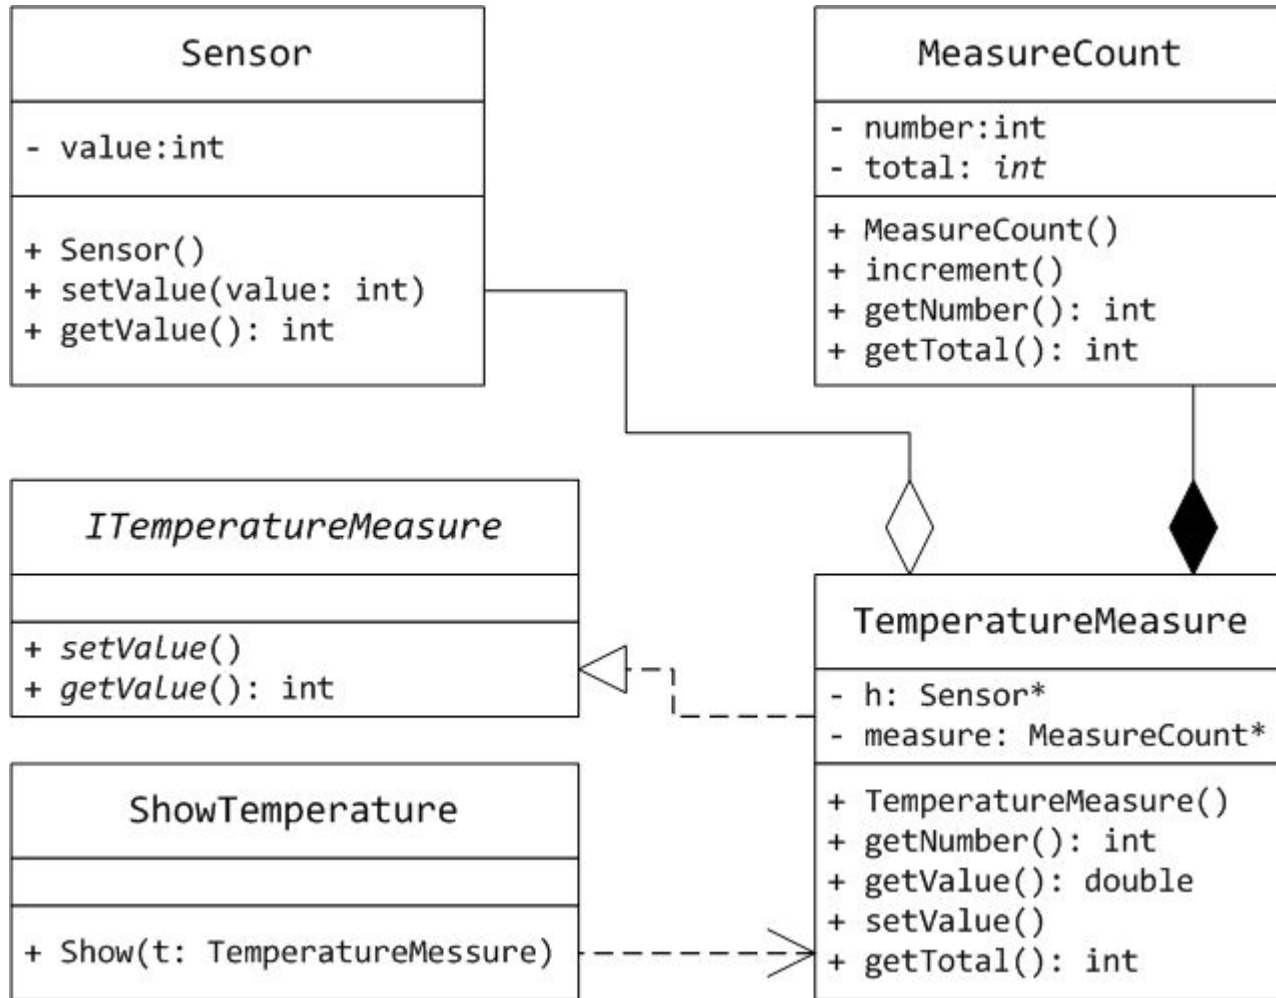 Sensor
- value:int
+ Sensor()
+ setValue(value: int)
+ getValue(): int
MeasureCount
- number:int
- total: int
+ MeasureCount()
+ increment()
+ getNumber(): int
+ getTotal(): int
ITemperatureMeasure
+ setValue()
+ getValue(): int
TemperatureMeasure
- h: Sensor*
- measure: MeasureCount*
+ TemperatureMeasure()
+ getNumber(): int
+ getValue(): double
+ setValue()
+ getTotal(): int
ShowTemperature
+ Show(t: TemperatureMessure)